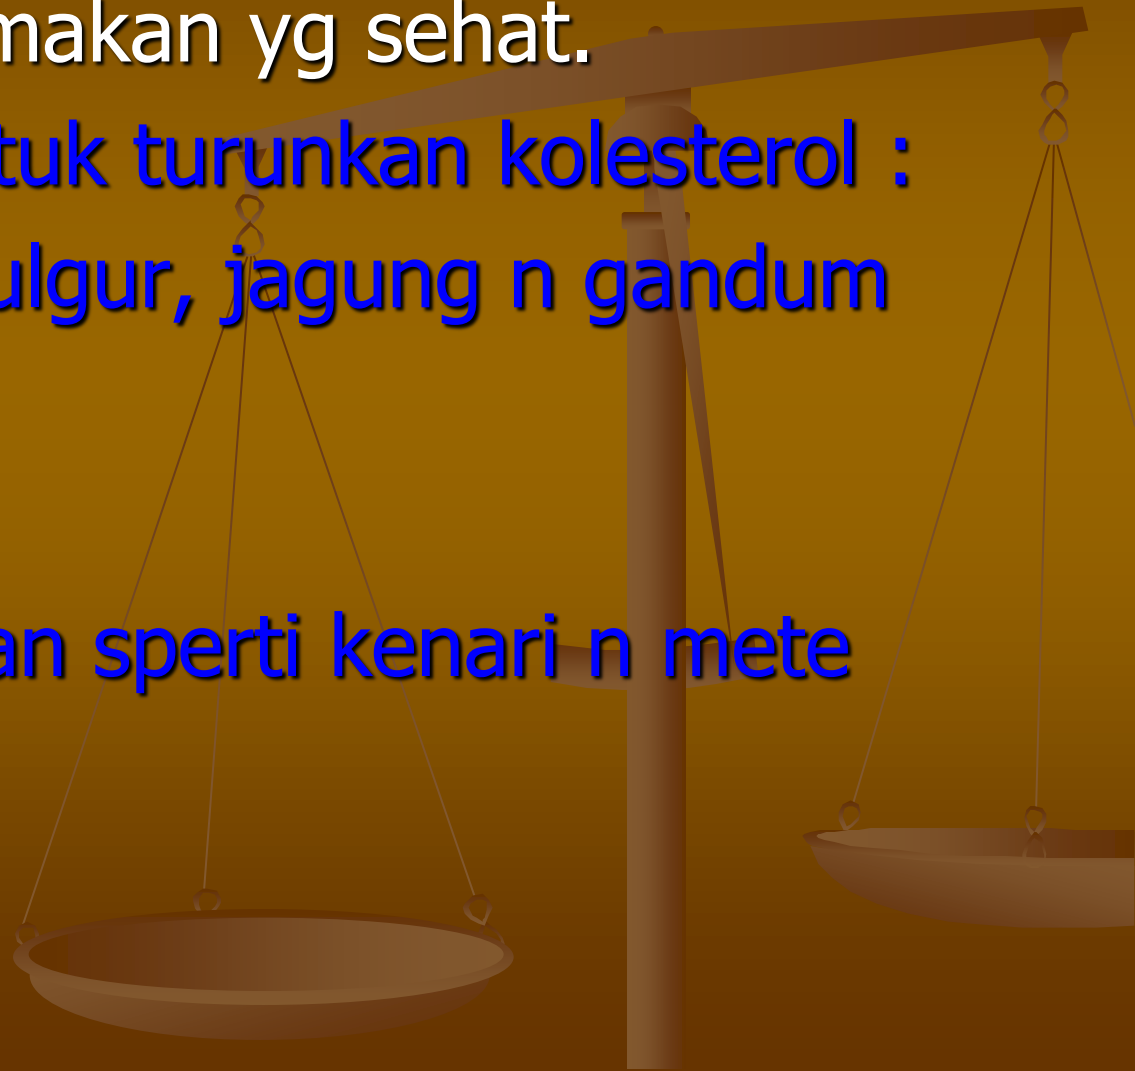 makan yg sehat.
tuk turunkan kolesterol :
ulgur, jagung n gandum
an sperti kenari n mete